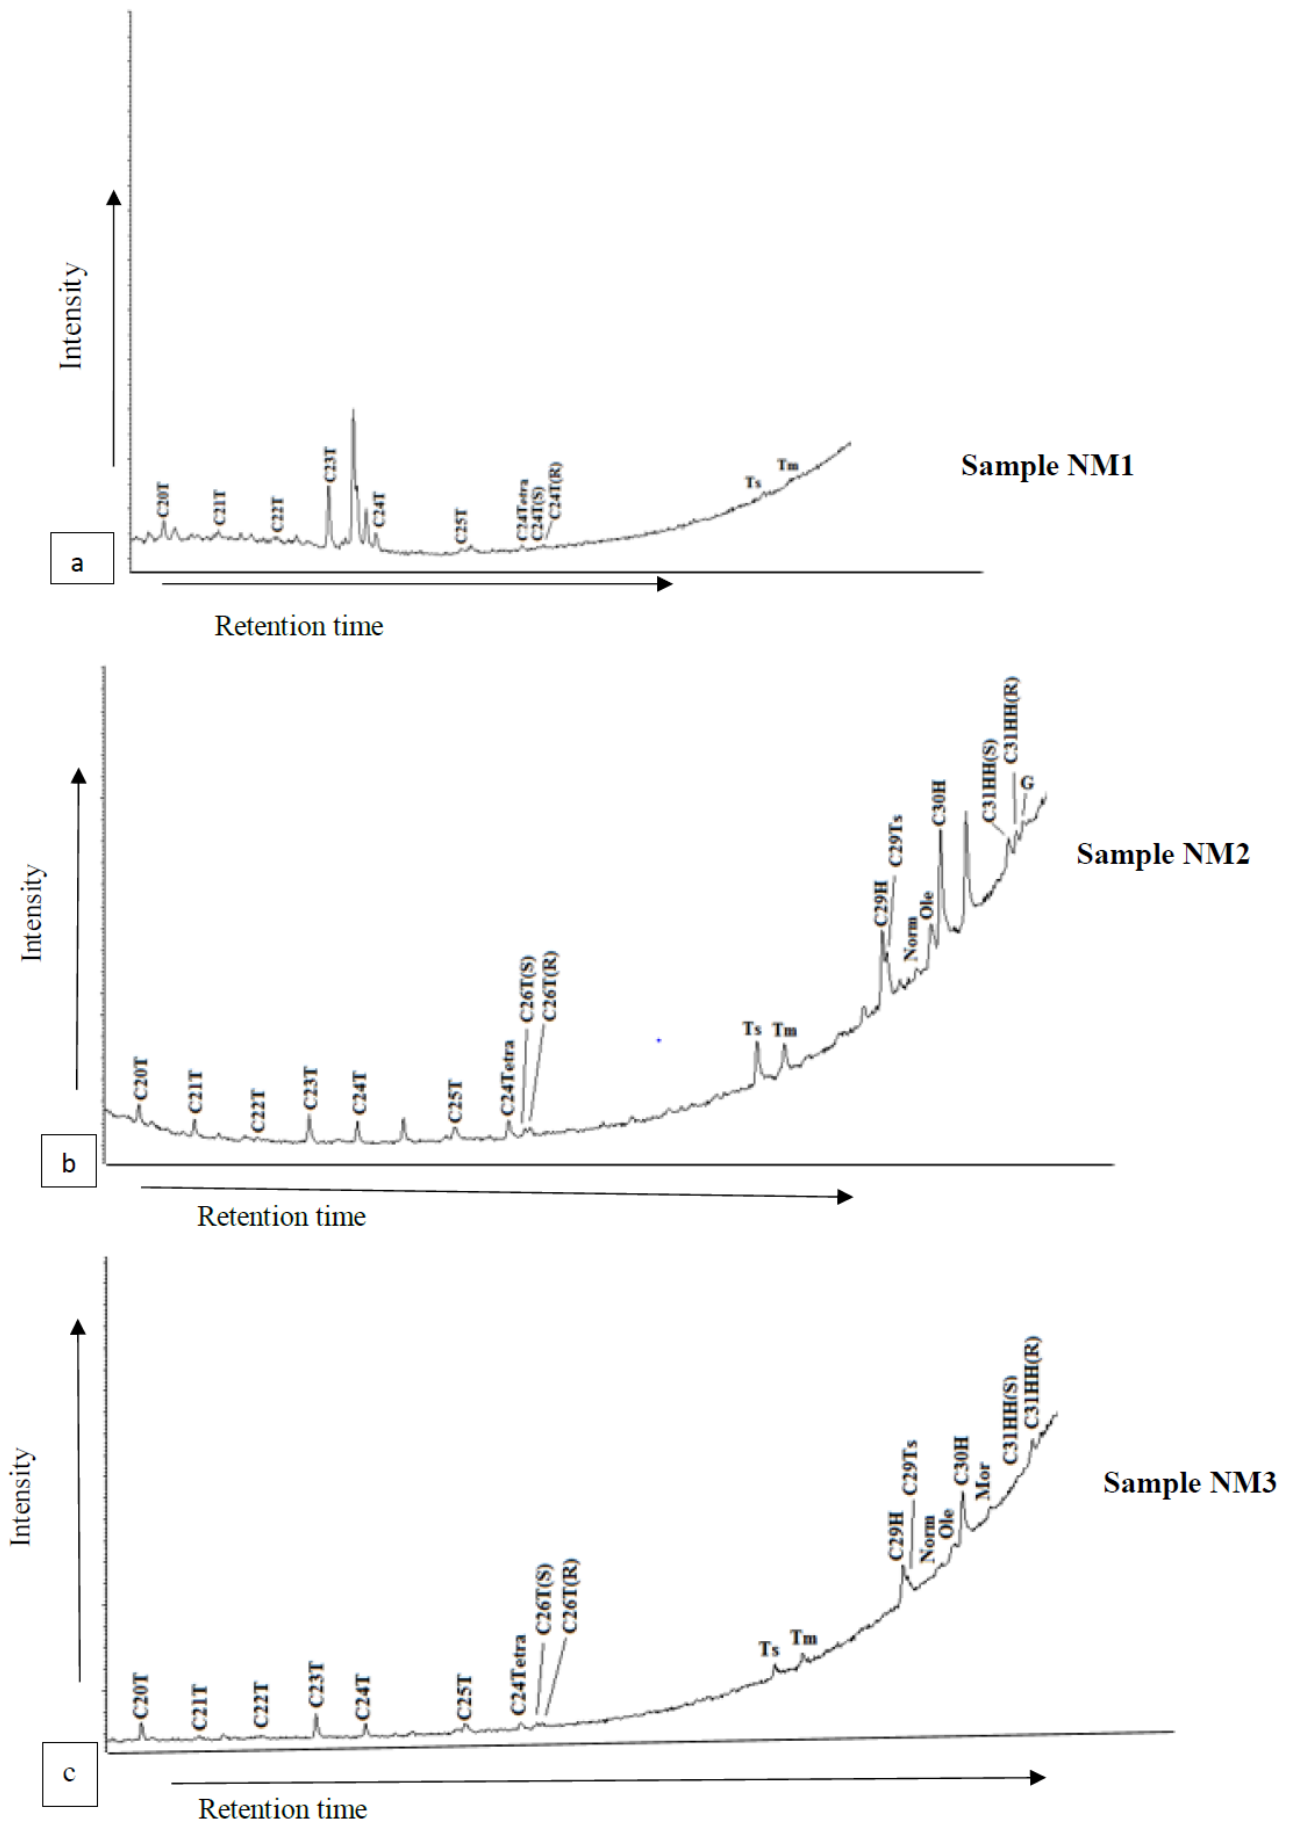 Intensity
C20T
C21T
C22T
C23T
C24T
C25T
C24Tetra
C24T(S)
C24T(R)
Ts
Tm
Sample NM1
a
Retention time
Intensity
C20T
C21T
C22T
C23T
C24T
C25T
C24Tetra
C26T(S)
C26T(R)
Ts
Tm
C29H
C29Ts
Norm
Ole
C30H
C31HH(S)
C31HH(R)
G
Sample NM2
b
Retention time
Intensity
C20T
C21T
C22T
C23T
C24T
C25T
C24Tetra
C26T(S)
C26T(R)
Ts
Tm
C29H
C29Ts
Norm
Ole
C30H
Mor
C31HH(S)
C31HH(R)
Sample NM3
c
Retention time